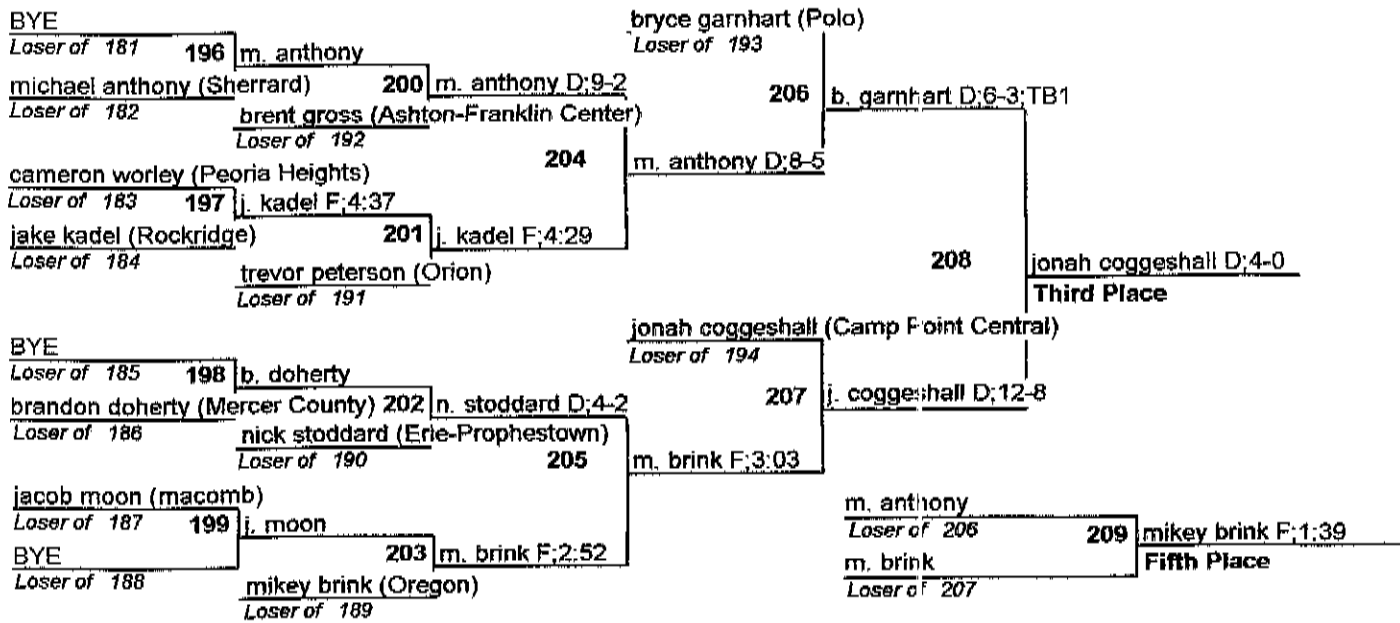 BYE
Loser of 181
196
m. anthony
michael anthony (Sherrard)
Loser of 182
200
m. anthony D;9-2
brent gross (Ashton-Franklin Center)
Loser of 192
cameron worley (Peoria Heights)
Loser of 183
197
j. kadel F;4:37
jake kadel (Rockridge)
Loser of 184
201
j. kadel F;4:29
trevor peterson (Orion)
Loser of 191
204
m. anthony D;8-5
bryce garnhart (Polo)
Loser of 193
206
b. garnhart D;6-3;TB1
BYE
Loser of 185
198
b. doherty
brandon doherty (Mercer County)
Loser of 186
202
n. stoddard D;4-2
nick stoddard (Erie-Prophestown)
Loser of 190
jacob moon (macomb)
Loser of 187
199
j. moon
BYE
Loser of 188
203
m. brink F;2:52
mikey brink (Oregon)
Loser of 189
205
m. brink F;3:03
jonah coggeshall (Camp Point Central)
Loser of 194
207
j. coggeshall D;12-8
208
jonah coggeshall D;4-0
Third Place
m. anthony
Loser of 206
209
mikey brink F;1:39
m. brink
Loser of 207
Fifth Place